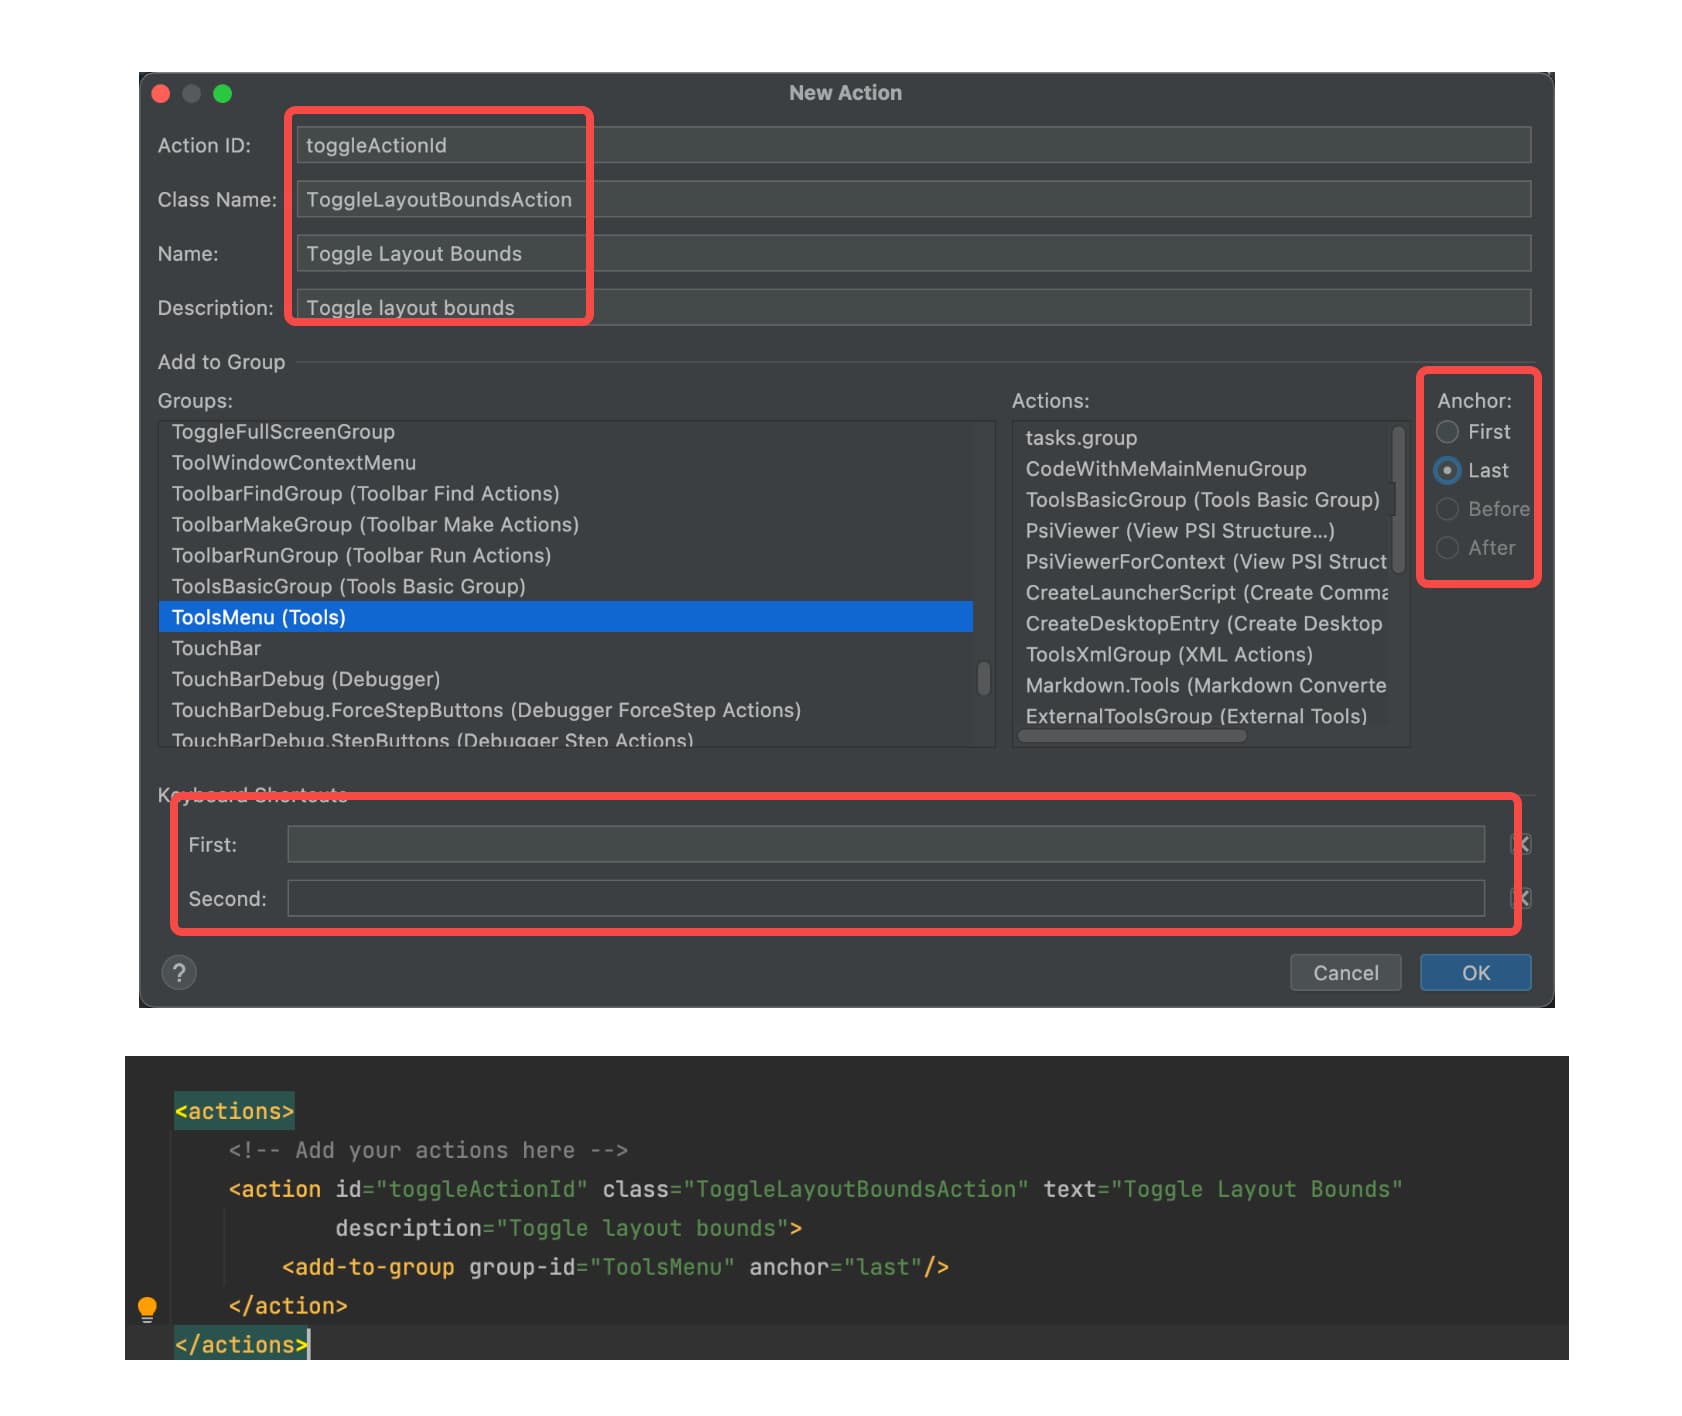 New Action
Action ID: toggleActionId
Class Name: ToggleLayoutBoundsAction
Name: Toggle Layout Bounds
Description: Toggle layout bounds
Add to Group
Groups:
ToggleFullScreenGroup
ToolWindowContextMenu
ToolbarFindGroup (Toolbar Find Actions)
ToolbarMakeGroup (Toolbar Make Actions)
ToolbarRunGroup (Toolbar Run Actions)
ToolsBasicGroup (Tools Basic Group)
ToolsMenu (Tools)
TouchBar
TouchBarDebug (Debugger)
TouchBarDebug.ForceStepButtons (Debugger ForceStep Actions)
TouchBarDebug.StepButtons (Debugger Step Actions)
Actions:
tasks.group
CodeWithMeMainMenuGroup
ToolsBasicGroup (Tools Basic Group)
PsiViewer (View PSI Structure...)
PsiViewerForContext (View PSI Struct
CreateLauncherScript (Create Comma
CreateDesktopEntry (Create Desktop
ToolsXmlGroup (XML Actions)
Markdown.Tools (Markdown Converte
ExternalToolsGroup (External Tools)
Anchor:
First
Last
Before
After
Keyboard Shortcuts
First:
Second:
?
Cancel
OK
<actions>
<!-- Add your actions here -->
<action id="toggleActionId" class="ToggleLayoutBoundsAction" text="Toggle Layout Bounds"
description="Toggle layout bounds">
<add-to-group group-id="ToolsMenu" anchor="last"/>
</action>
</actions>